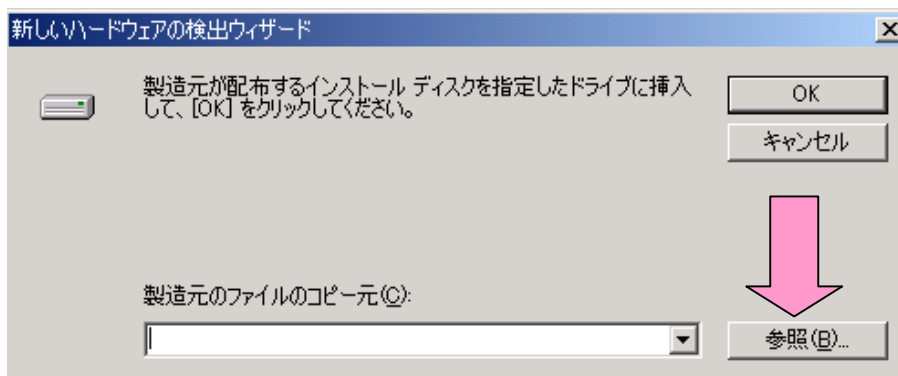 新しいハードウェアの検出ウィザード
製造元が配布するインストール ディスクを指定したドライブに挿入
して、[OK] をクリックしてください。
OK
キャンセル
製造元のファイルのコピー元(C):
参照(B)...